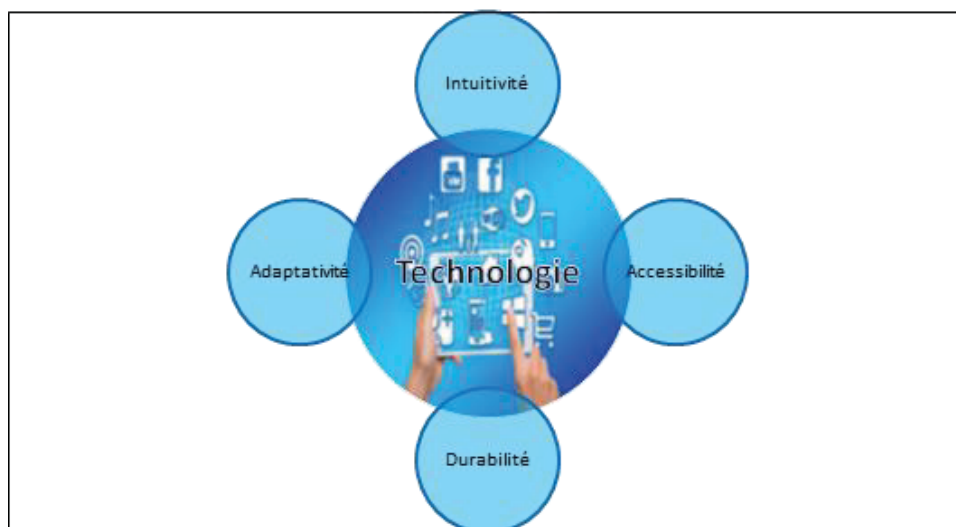 Intuitivité
Adaptativité
Technologie
Accessibilité
Durabilité